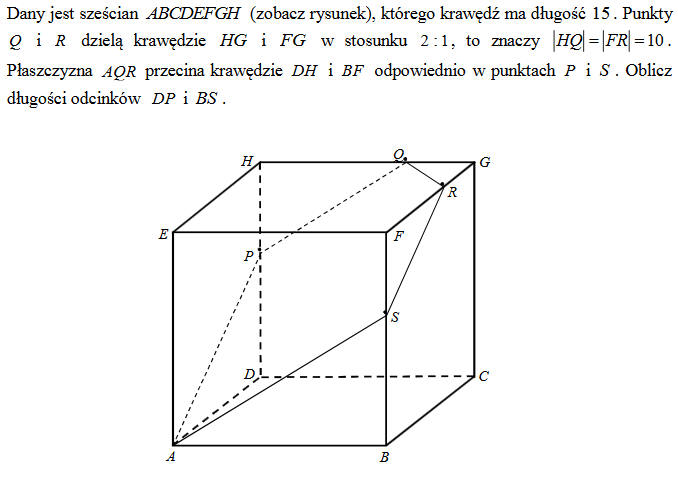 Dany jest sześcian ABCDEFGH (zobacz rysunek), którego krawędź ma długość 15. Punkty
Q i R dzielą krawędzie HG i FG w stosunku 2:1, to znaczy |HQ|=|FR|=10.
Płaszczyzna AQR przecina krawędzie DH i BF odpowiednio w punktach P i S. Oblicz
długości odcinków DP i BS.
H
Q
G
R
E
F
P
S
D
C
A
B